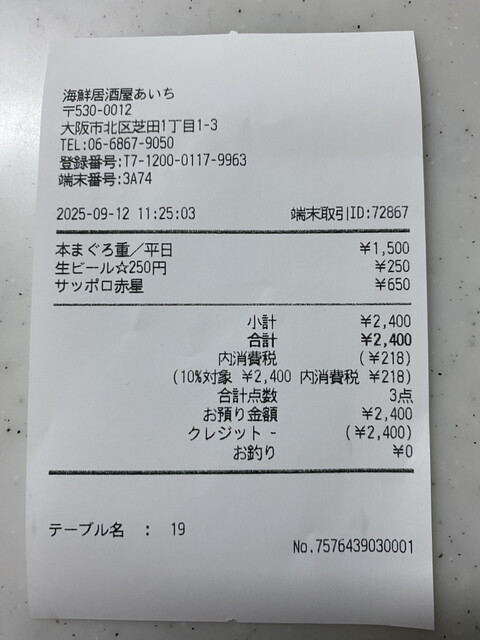 海鮮居酒屋あいち
〒530-0012
大阪市北区芝田1丁目1-3
TEL:06-6867-9050
登録番号:T7-1200-0117-9963
端末番号:3A74
2025-09-12 11:25:03 端末取引ID:72867
本まぐろ重／平日 ¥1,500
生ビール☆250円 ¥250
サッポロ赤星 ¥650
小計 ¥2,400
合計 ¥2,400
内消費税 (¥218)
(10%対象 ¥2,400 内消費税 ¥218)
合計点数 3点
お預り金額 ¥2,400
クレジット - (¥2,400)
お釣り ¥0
テーブル名 : 19
No.7576439030001